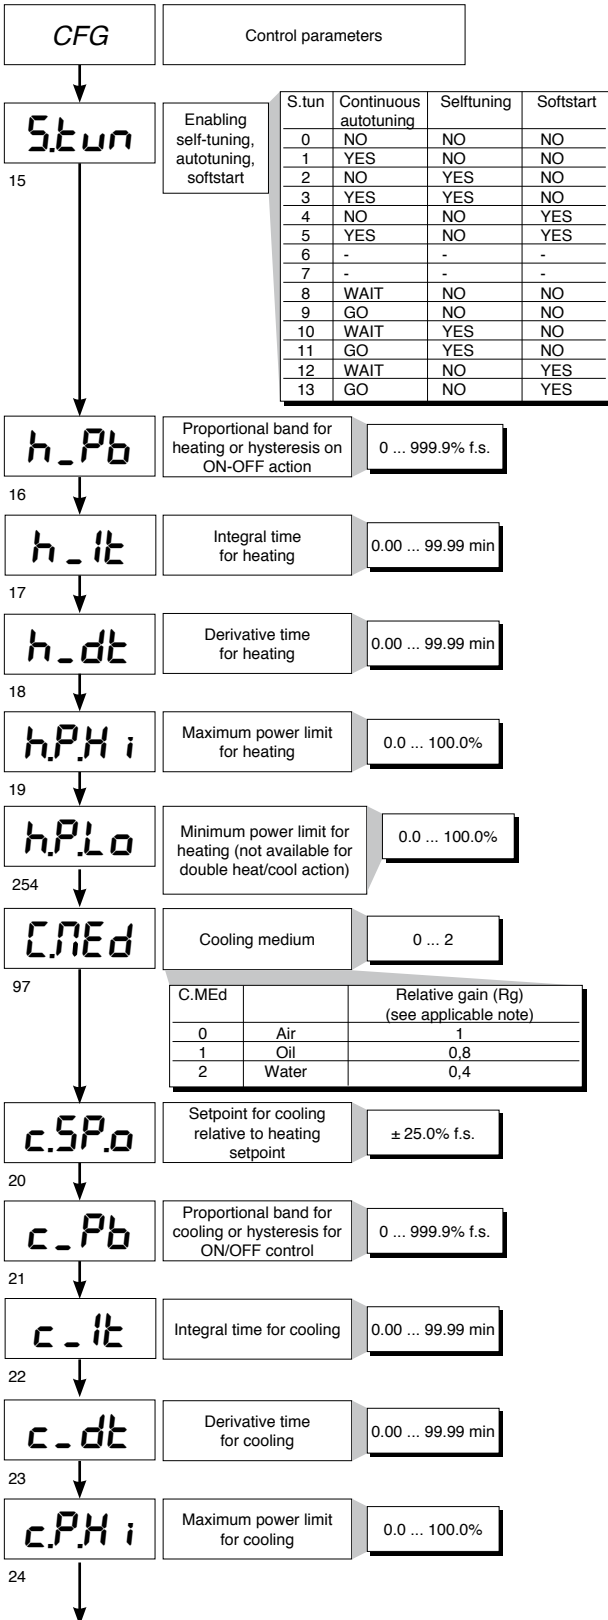 CFG
Control parameters
S.tun
15
Enabling
self-tuning,
autotuning,
softstart
S.tun Continuous autotuning Selftuning Softstart
0 NO NO NO
1 YES NO NO
2 NO YES NO
3 YES YES NO
4 NO NO YES
5 YES NO YES
6 - - -
7 - - -
8 WAIT NO NO
9 GO NO NO
10 WAIT YES NO
11 GO YES NO
12 WAIT NO YES
13 GO NO YES
h_Pb
16
Proportional band for
heating or hysteresis on
ON-OFF action
0 ... 999.9% f.s.
h_It
17
Integral time
for heating
0.00 ... 99.99 min
h_dt
18
Derivative time
for heating
0.00 ... 99.99 min
h.P.H i
19
Maximum power limit
for heating
0.0 ... 100.0%
h.P.Lo
254
Minimum power limit for
heating (not available for
double heat/cool action)
0.0 ... 100.0%
C.MEd
97
Cooling medium
0 ... 2
C.MEd Relative gain (Rg)
(see applicable note)
0 Air 1
1 Oil 0,8
2 Water 0,4
c.SP.o
20
Setpoint for cooling
relative to heating
setpoint
± 25.0% f.s.
c_Pb
21
Proportional band for
cooling or hysteresis for
ON/OFF control
0 ... 999.9% f.s.
c_It
22
Integral time for cooling
0.00 ... 99.99 min
c_dt
23
Derivative time
for cooling
0.00 ... 99.99 min
c.P.H i
24
Maximum power limit
for cooling
0.0 ... 100.0%